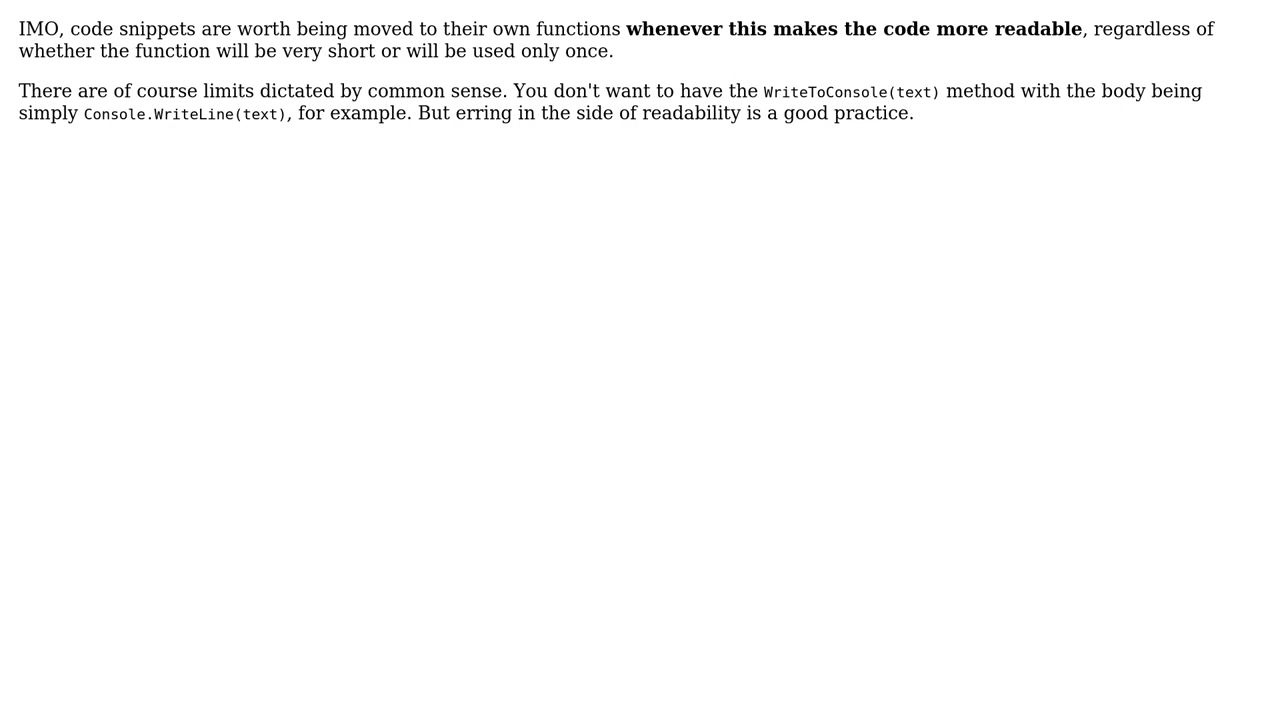 IMO, code snippets are worth being moved to their own functions whenever this makes the code more readable, regardless of
whether the function will be very short or will be used only once.
There are of course limits dictated by common sense. You don't want to have the WriteToConsole(text) method with the body being
simply Console.WriteLine(text), for example. But erring in the side of readability is a good practice.